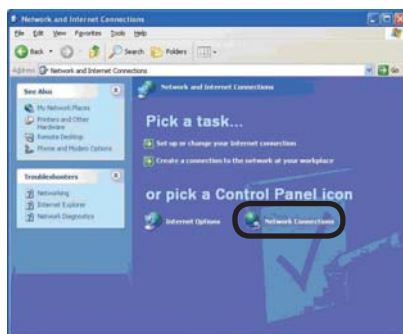 Network and Internet Connections
File Edit View Favorites Tools Help
Back Search Folders
Address Network and Internet Connections
See Also
My Network Places
Printers and Other
Hardware
Remote Desktop
Phone and Modem Options
Troubleshooters
Networking
Internet Explorer
Network Diagnostics
Network and Internet Connections
Pick a task...
Set up or change your Internet connection
Create a connection to the network at your workplace
or pick a Control Panel icon
Internet Options Network Connections